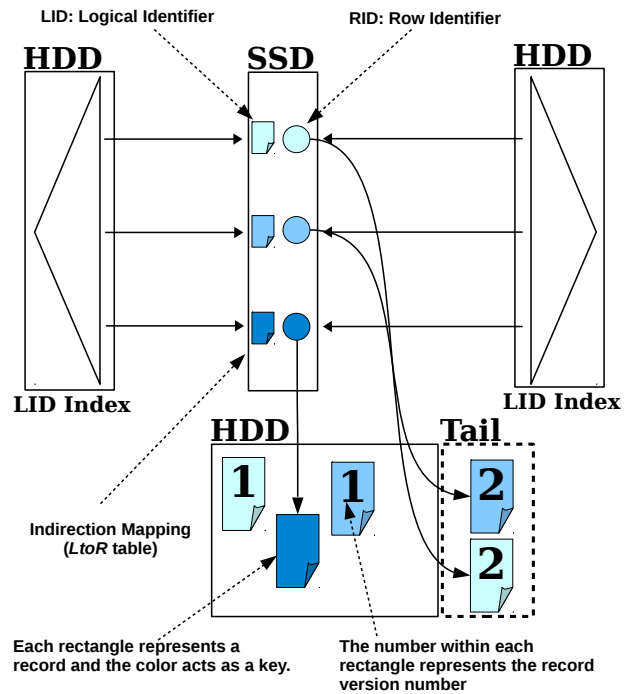 LID: Logical Identifier
RID: Row Identifier
HDD
SSD
HDD
LID Index
LID Index
HDD
Tail
1
1
2
2
Indirection Mapping
(LtoR table)
Each rectangle represents a
record and the color acts as a key.
The number within each
rectangle represents the record
version number